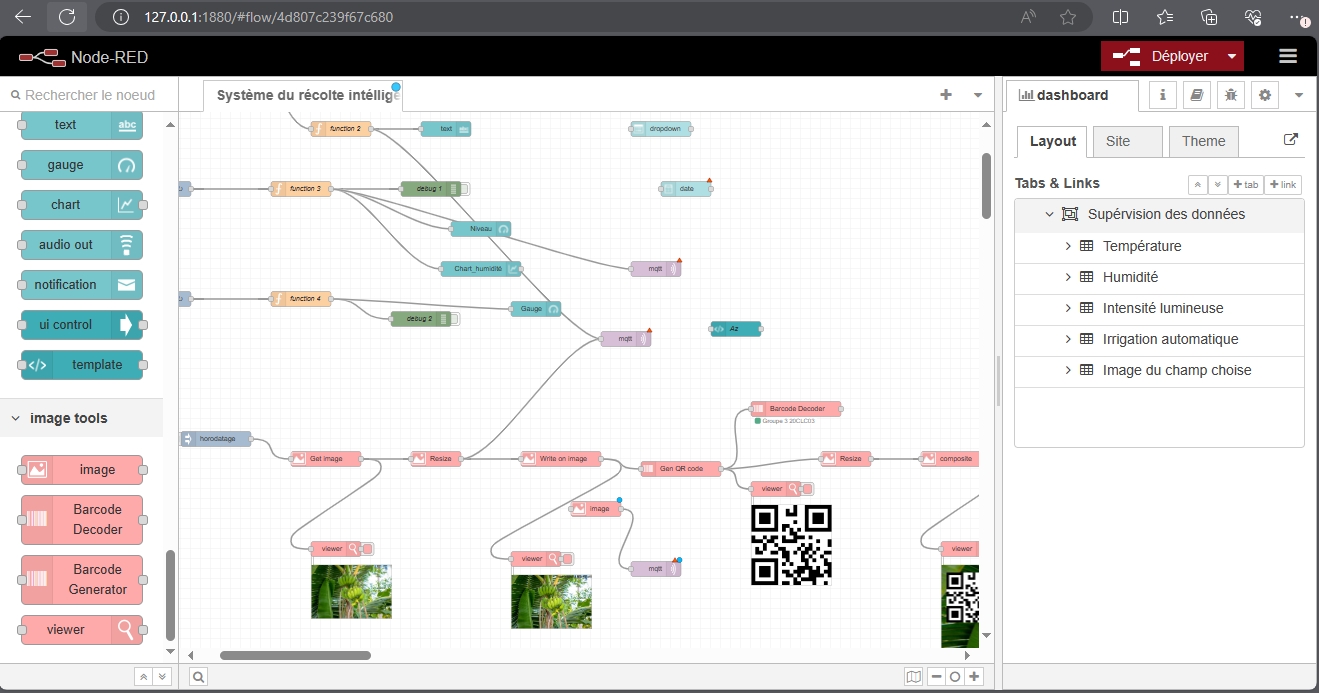 127.0.0.1:1880/#flow/4d807c239f67c680
Node-RED
Déployer
Rechercher le noeud
Système du récolte intéllige
dashboard
text
abc
gauge
chart
audio out
notification
ui control
template
image tools
image
Barcode
Decoder
Barcode
Generator
viewer
function 2
text
dropdown
function 3
debug 1
date
Niveau
Chart_humidité
mqtt
function 4
debug 2
Gauge
mqtt
Az
Barcode Decoder
Groupe 3 20CLC03
horodatage
Get image
Resize
Write on image
Gen QR code
Resize
composite
viewer
image
viewer
viewer
mqtt
viewer
Layout
Site
Theme
Tabs & Links
tab
link
Supérvision des données
Température
Humidité
Intensité lumineuse
Irrigation automatique
Image du champ choise